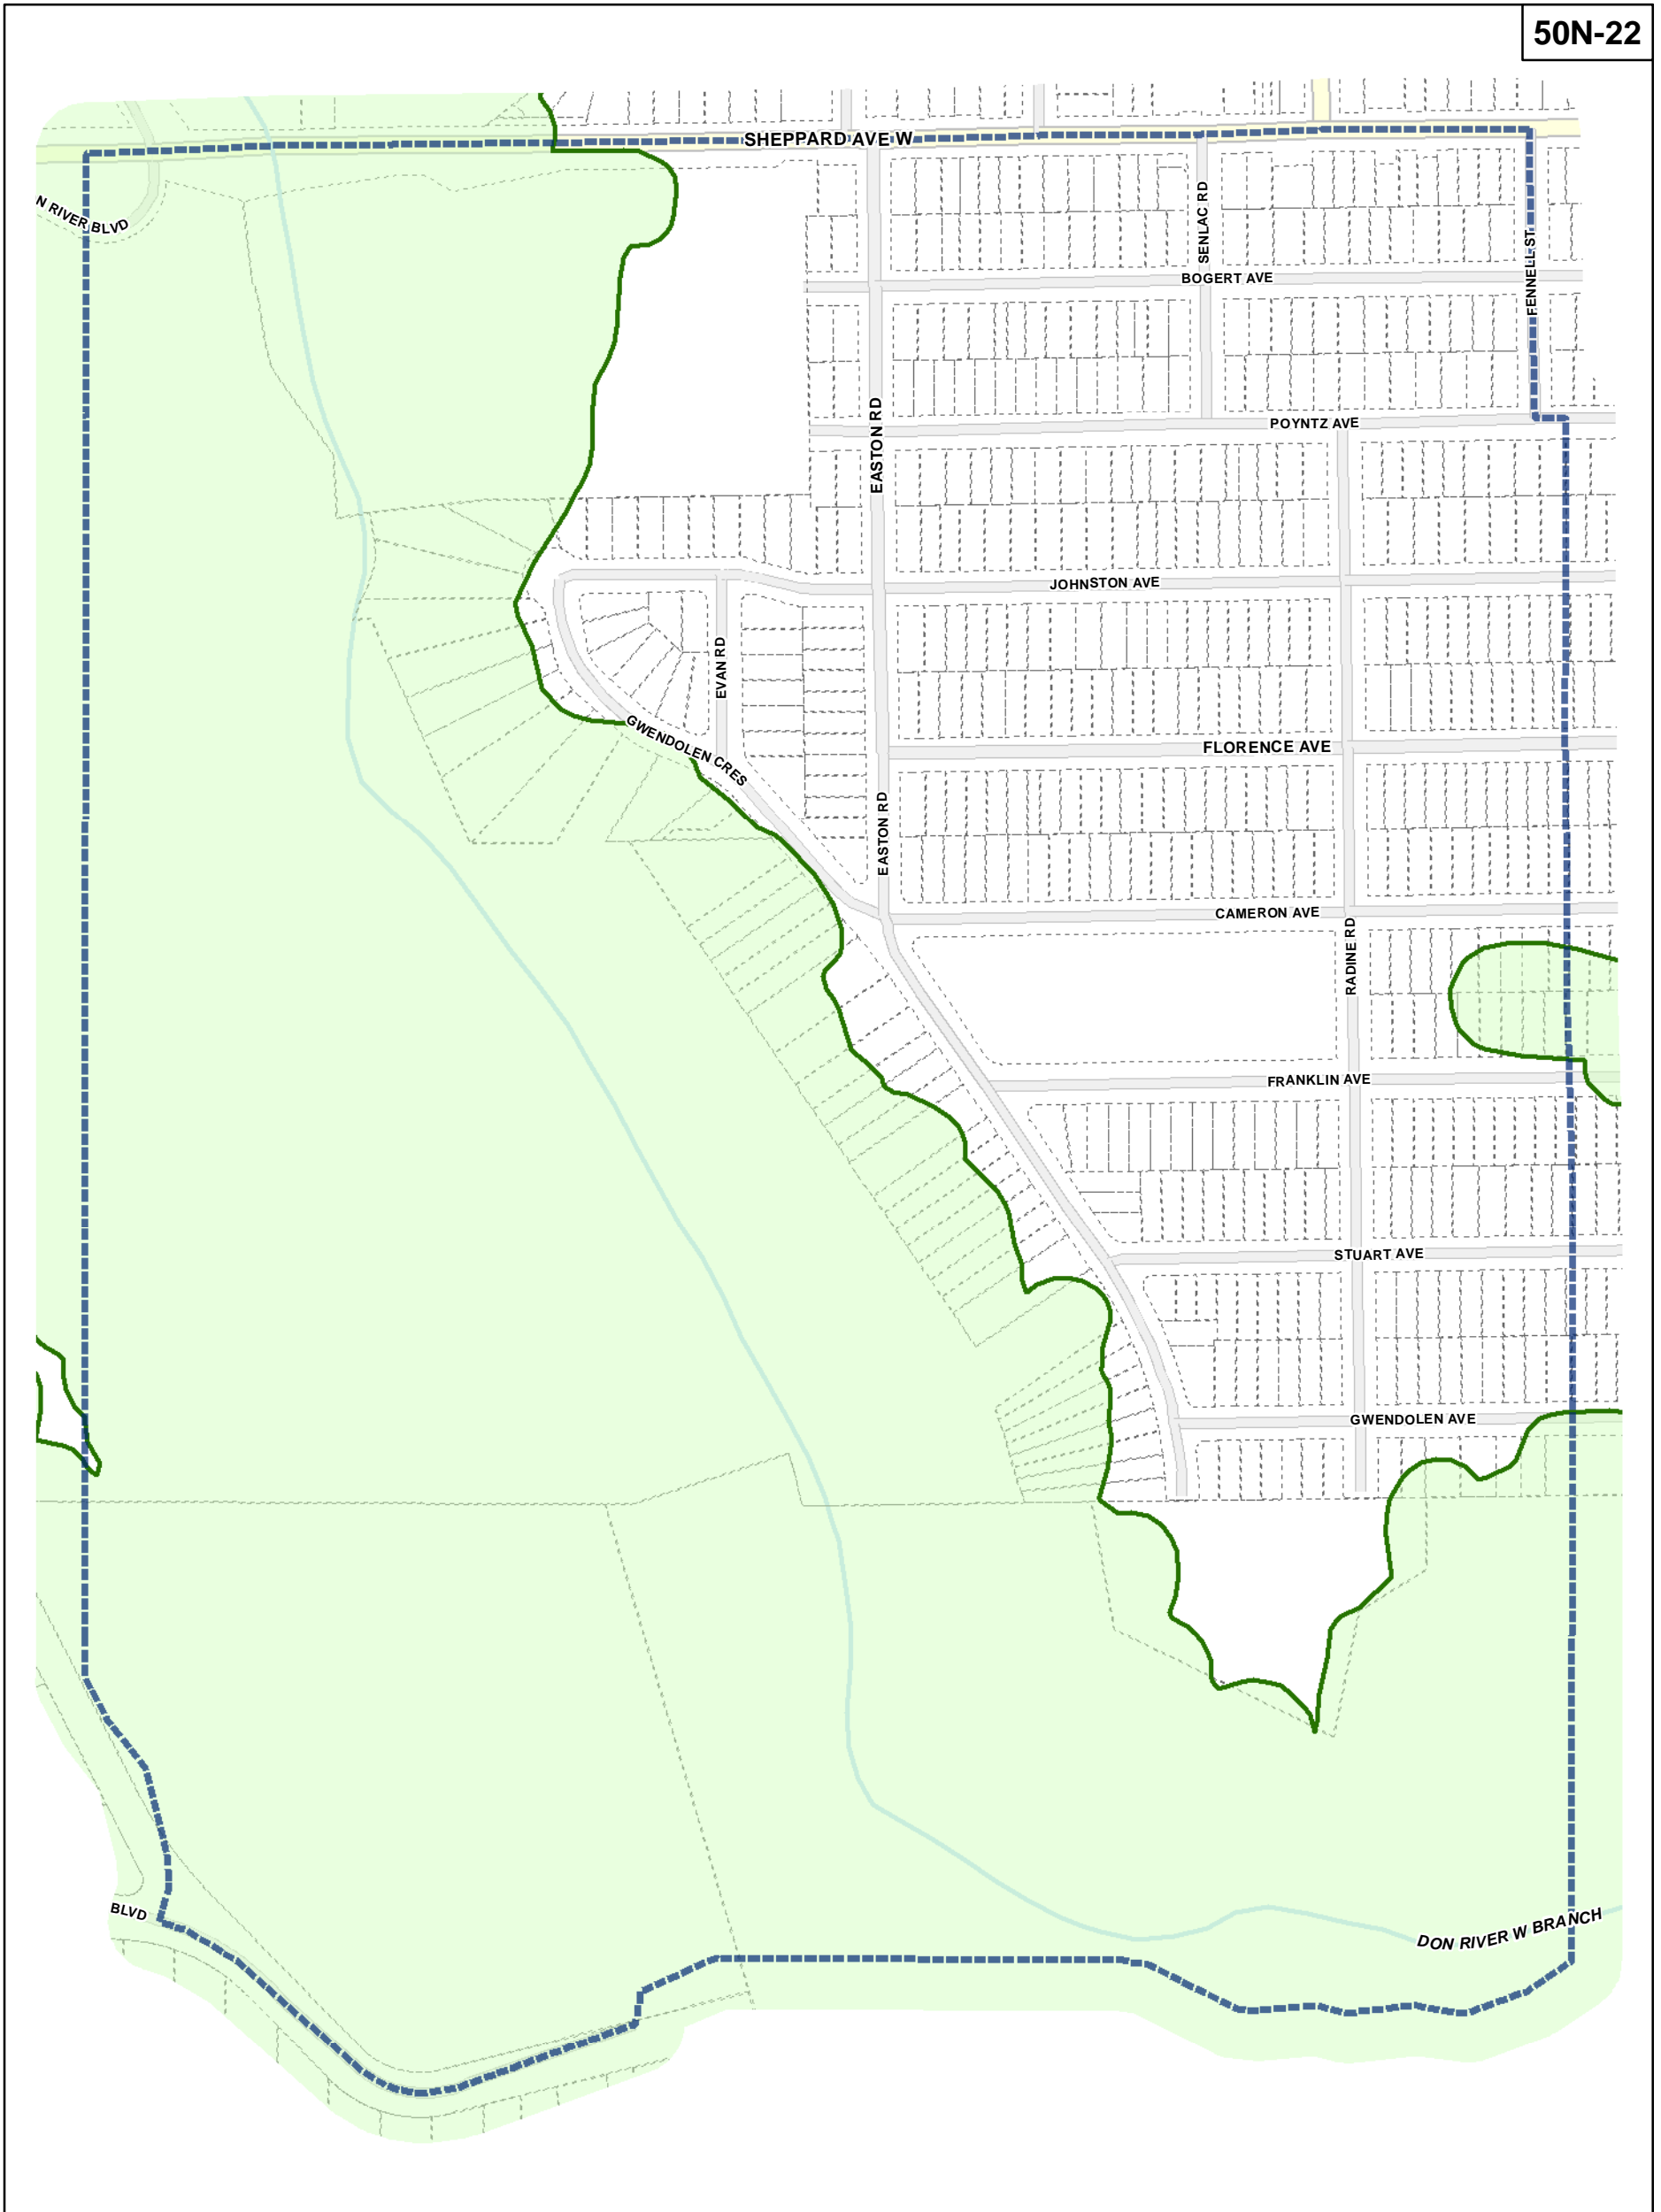 50N-22
SHEPPARD AVE W
N RIVER BLVD
SENLAC RD
FENNELL ST
BOGERT AVE
EASTON RD
POYNTZ AVE
JOHNSTON AVE
EVAN RD
GWENDOLEN CRES
FLORENCE AVE
EASTON RD
CAMERON AVE
RADINE RD
FRANKLIN AVE
STUART AVE
GWENDOLEN AVE
BLVD
DON RIVER W BRANCH